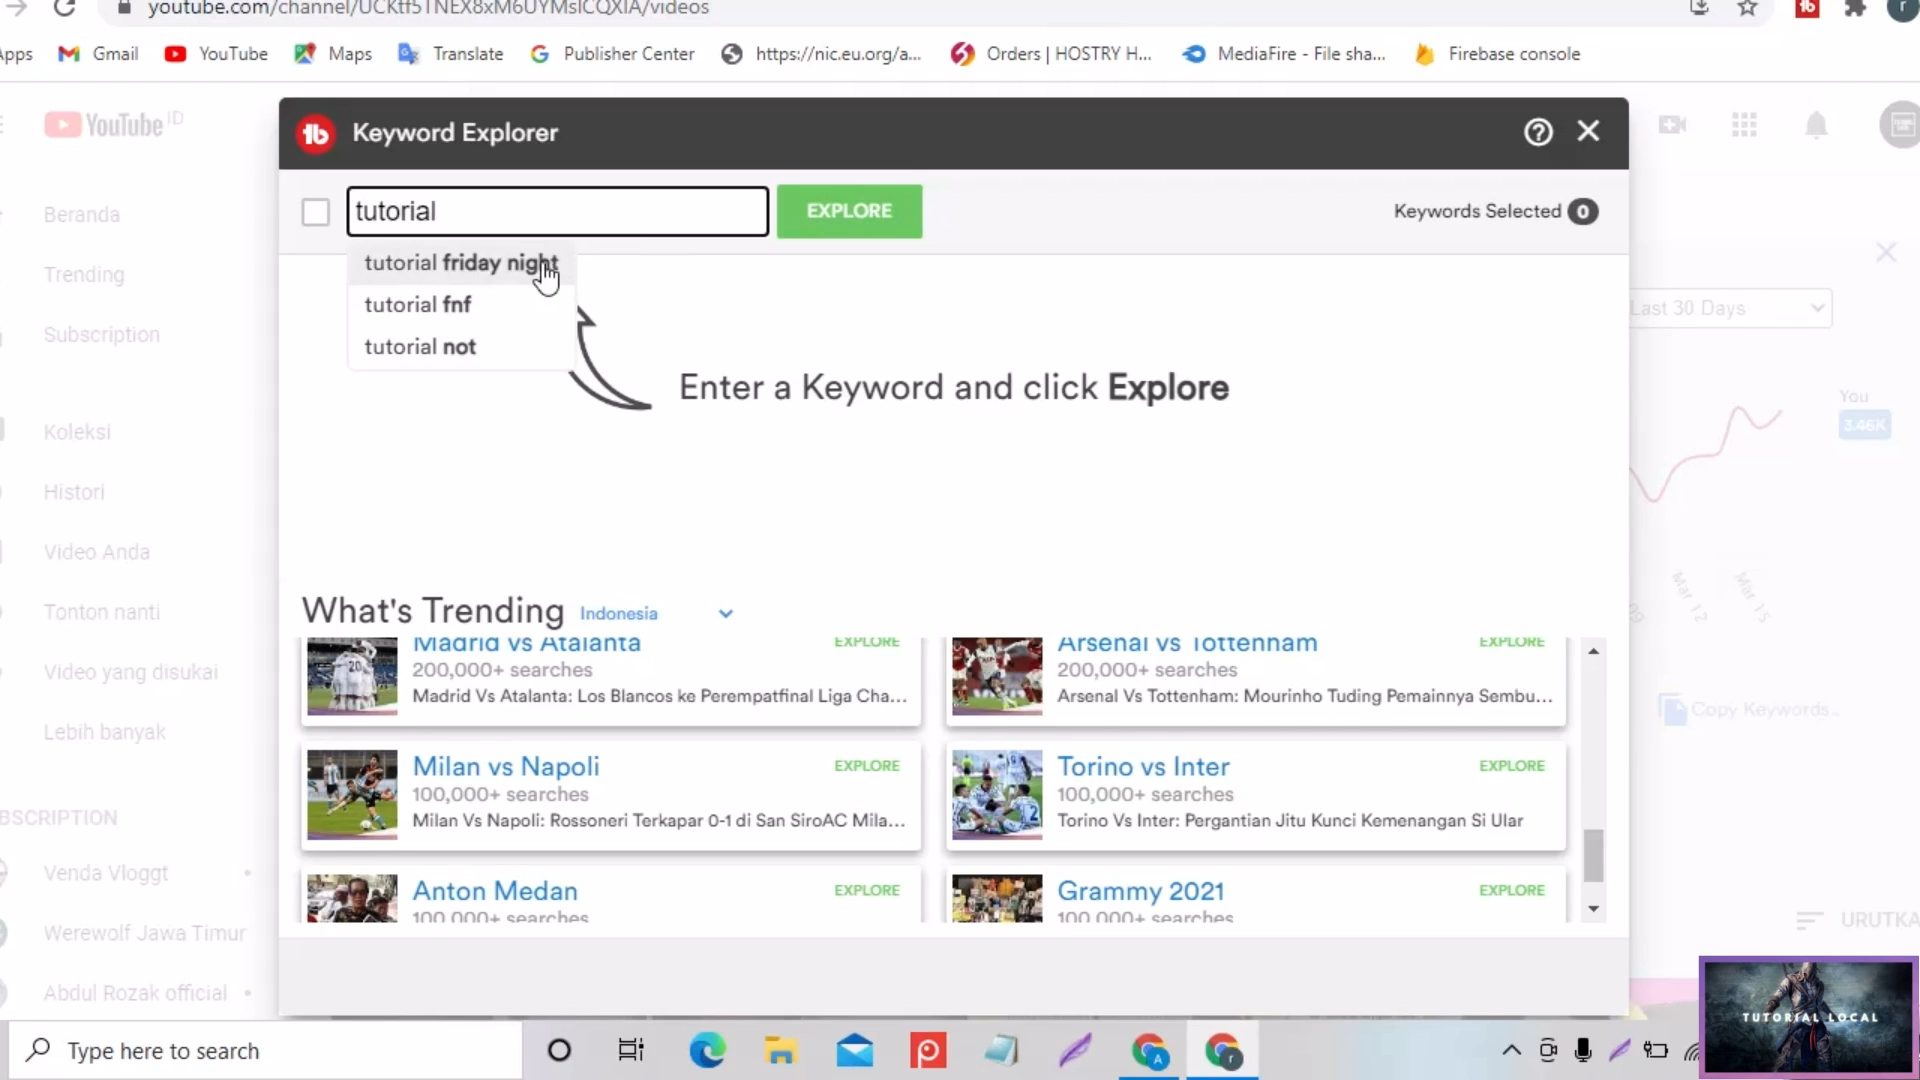 youtube.com/channel/UCKtf5TNEX8xM6UYMsICQXIA/videos
Apps Gmail YouTube Maps Translate Publisher Center https://nic.eu.org/a... Orders | HOSTRY H... MediaFire - File sha... Firebase console
YouTube ID
Keyword Explorer
tutorial
EXPLORE
Keywords Selected 0
tutorial friday night
tutorial fnf
tutorial not
Enter a Keyword and click Explore
Beranda
Trending
Subscription
Koleksi
Histori
Video Anda
Tonton nanti
Video yang disukai
Lebih banyak
BSCRIPTION
Venda Vloggt
Werewolf Jawa Timur
Abdul Rozak official
Last 30 Days
You
3.46K
Mar 12
Mar 15
Copy Keywords..
URUTKA
What's Trending Indonesia
Madrid vs Atalanta
EXPLORE
200,000+ searches
Madrid Vs Atalanta: Los Blancos ke Perempatfinal Liga Cha...
Arsenal vs Tottenham
EXPLORE
200,000+ searches
Arsenal Vs Tottenham: Mourinho Tuding Pemainnya Sembu...
Milan vs Napoli
EXPLORE
100,000+ searches
Milan Vs Napoli: Rossoneri Terkapar 0-1 di San SiroAC Mila...
Torino vs Inter
EXPLORE
100,000+ searches
Torino Vs Inter: Pergantian Jitu Kunci Kemenangan Si Ular
Anton Medan
EXPLORE
100,000+ searches
Grammy 2021
EXPLORE
100,000+ searches
TUTORIAL LOCAL
Type here to search